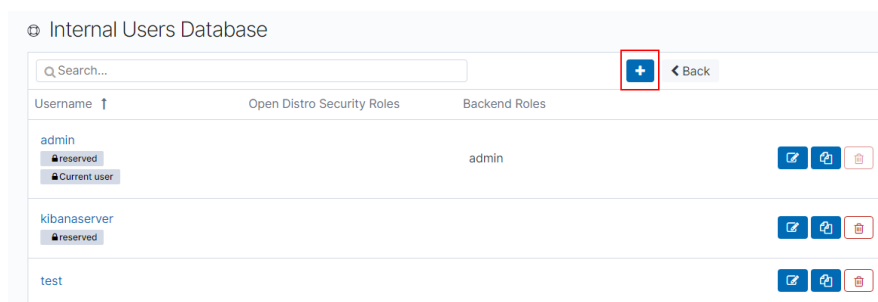 Internal Users Database
Search...
Back
Username Open Distro Security Roles Backend Roles
admin
reserved
admin
Current user
kibanaserver
reserved
test